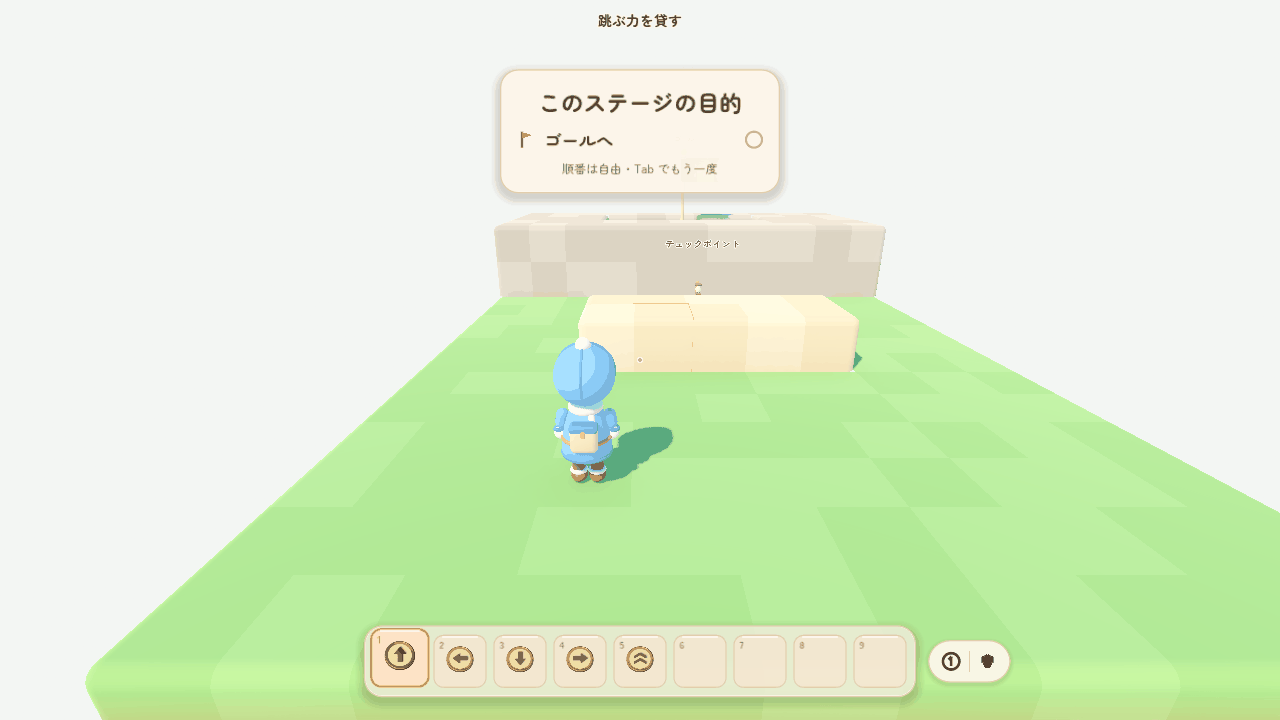 跳ぶ力を貸す
このステージの目的
ゴールへ
順番は自由・Tab でもう一度
チェックポイント
1 2 3 4 5 6 7 8 9
1